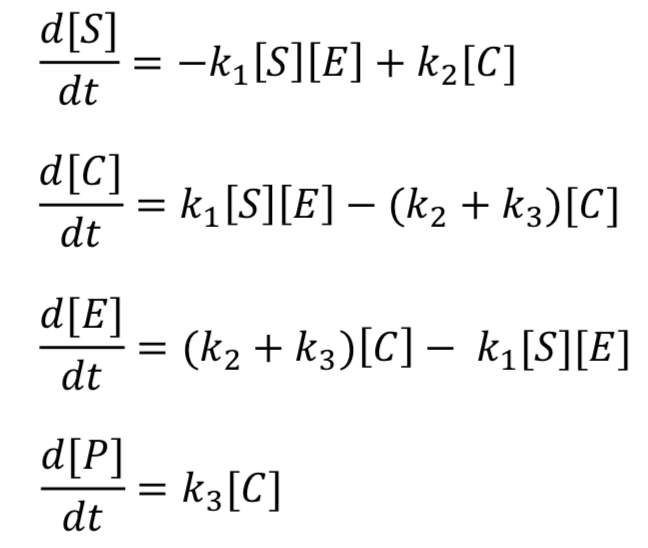 d[S]/dt = −k₁[S][E] + k₂[C]
d[C]/dt = k₁[S][E] − (k₂ + k₃)[C]
d[E]/dt = (k₂ + k₃)[C] − k₁[S][E]
d[P]/dt = k₃[C]